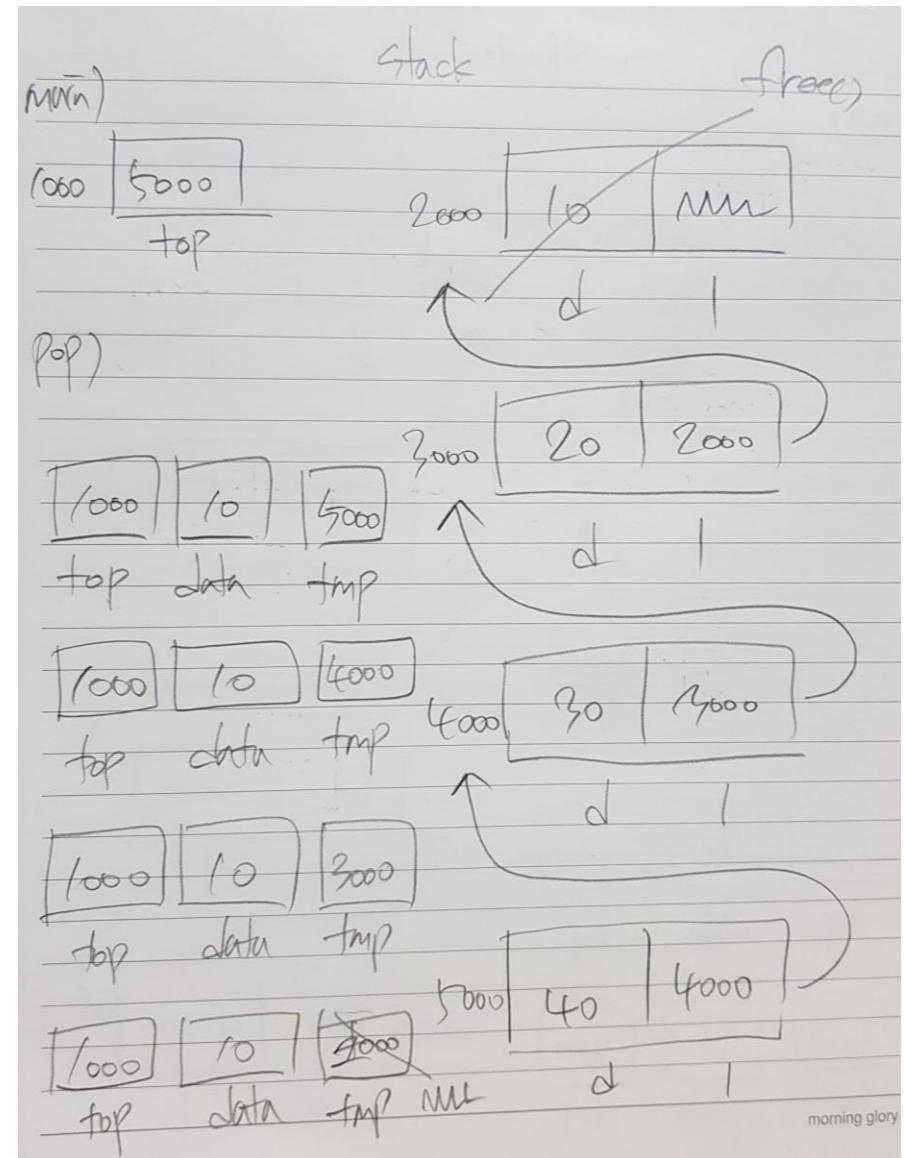 stack
main)
free()
1000 5000
top
2000 10 NULL
d l
pop)
3000 20 2000
d l
1000 10 5000
top data tmp
4000 30 3000
d l
1000 10 4000
top data tmp
1000 10 3000
top data tmp
5000 40 4000
d l
1000 10
top data tmp NULL
morning glory